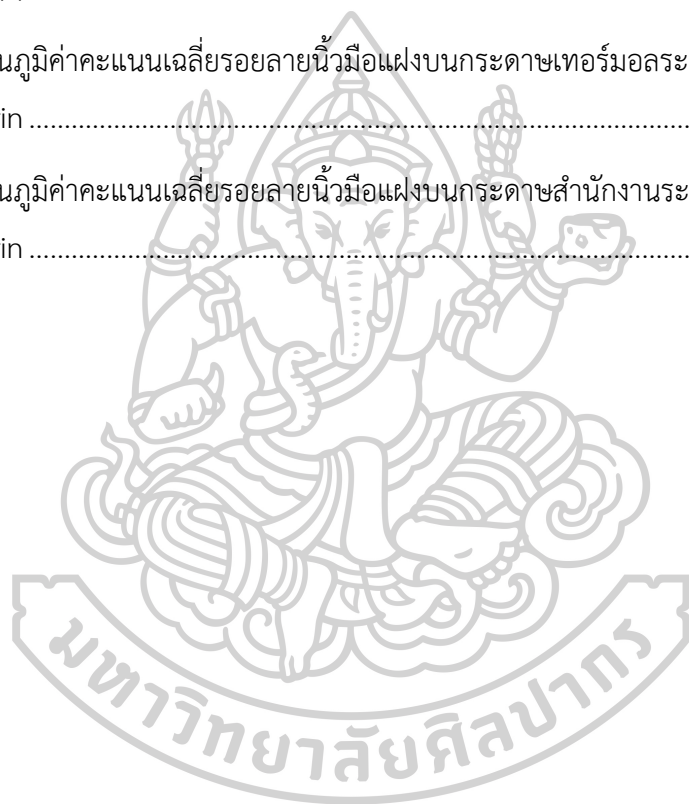 นภูมิค่าคะแนนเฉลี่ยรอยลายนิ้วมือแฝงบนกระดาษเทอร์มอลระ
in ................................................................................................
นภูมิค่าคะแนนเฉลี่ยรอยลายนิ้วมือแฝงบนกระดาษสำนักงานระ
in ................................................................................................
มหาวิทยาลัยศิลปากร